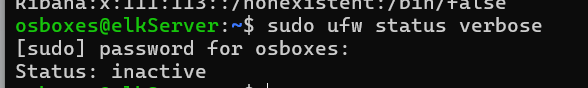 kibana:x:111:113::/nonexistent:/bin/false
osboxes@elkServer:~$ sudo ufw status verbose
[sudo] password for osboxes:
Status: inactive